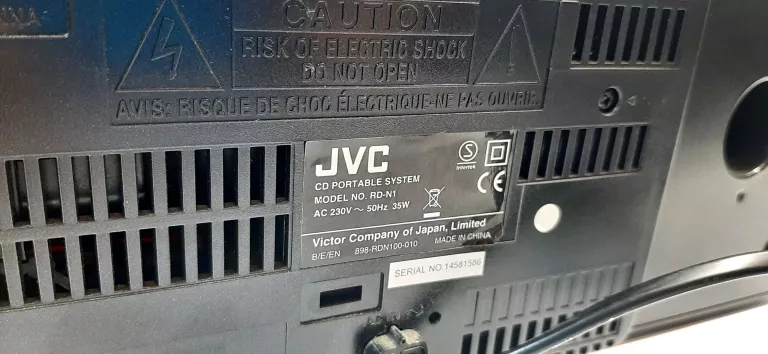 CAUTION
RISK OF ELECTRIC SHOCK
DO NOT OPEN
AVIS: RISQUE DE CHOC ÉLECTRIQUE-NE PAS OUVRIR.
JVC
CD PORTABLE SYSTEM
MODEL NO. RD-N1
AC 230V ~ 50Hz 35W
S
Intertek
CE
Victor Company of Japan, Limited
B/E/EN 898-RDN100-010 MADE IN CHINA
SERIAL NO.14581586